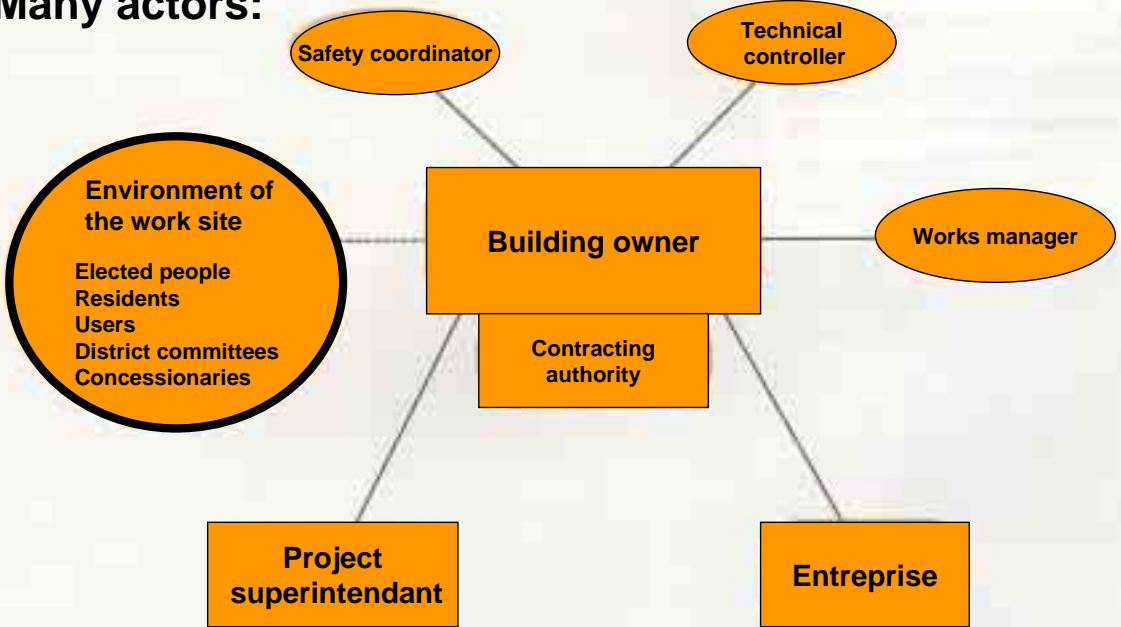 Many actors:
Safety coordinator
Technical
controller
Environment of
the work site
Elected people
Residents
Users
District committees
Concessionaries
Building owner
Works manager
Contracting
authority
Project
superintendant
Entreprise